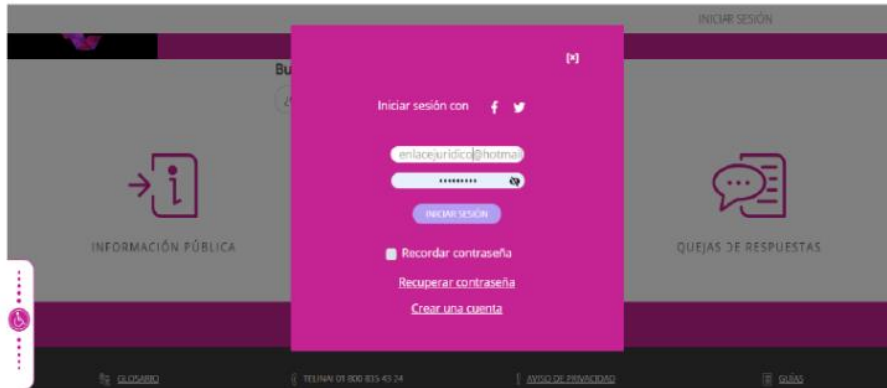 INICIAR SESIÓN
[×]
Bu
Iniciar sesión con
enlacejuridico@hotmai
INICIAR SESIÓN
Recordar contraseña
Recuperar contraseña
Crear una cuenta
INFORMACIÓN PÚBLICA
QUEJAS DE RESPUESTAS
GLOSARIO
TELINAI 01 800 835 43 24
AVISO DE PRIVACIDAD
GUÍAS